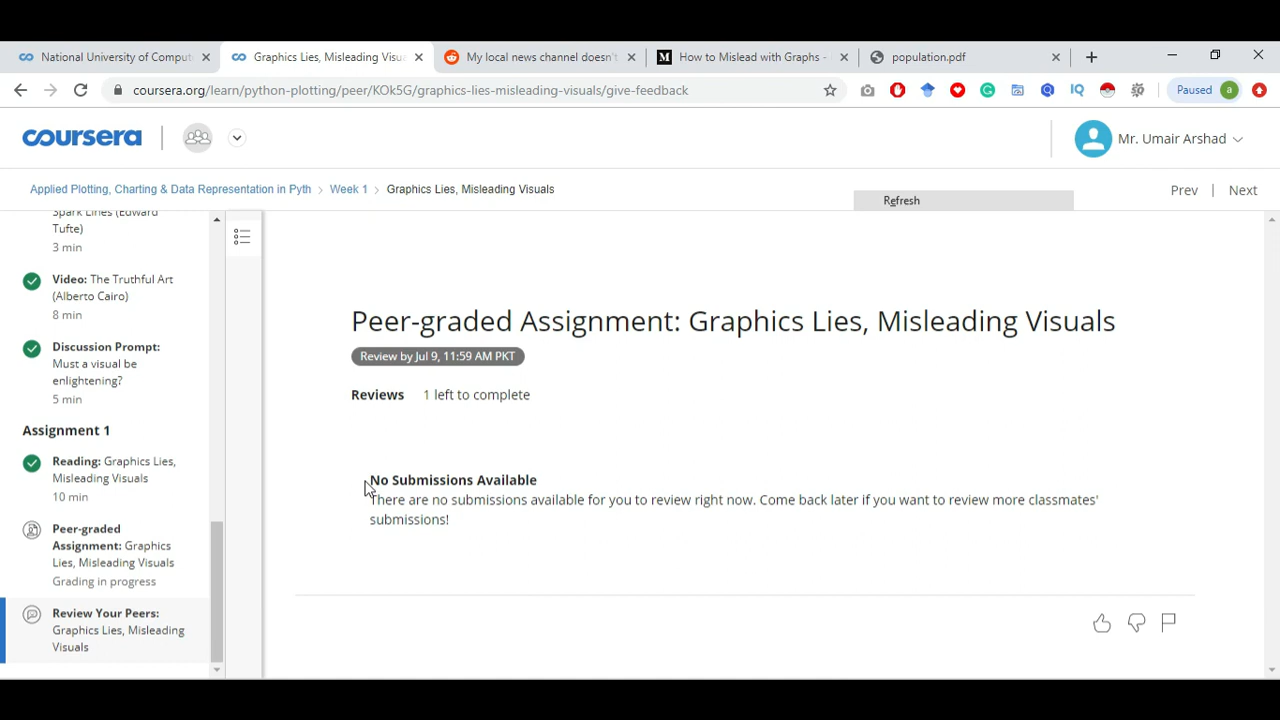 National University of Comput
Graphics Lies, Misleading Visua
My local news channel doesn't
M
How to Mislead with Graphs -
population.pdf
coursera.org/learn/python-plotting/peer/KOk5G/graphics-lies-misleading-visuals/give-feedback
IQ
Paused
a
coursera
Mr. Umair Arshad
Applied Plotting, Charting & Data Representation in Pyth
Week 1
Graphics Lies, Misleading Visuals
Refresh
Prev
Next
Spark Lines (Edward
Tufte)
3 min
Video: The Truthful Art
(Alberto Cairo)
8 min
Discussion Prompt:
Must a visual be
enlightening?
5 min
Assignment 1
Reading: Graphics Lies,
Misleading Visuals
10 min
Peer-graded
Assignment: Graphics
Lies, Misleading Visuals
Grading in progress
Review Your Peers:
Graphics Lies, Misleading
Visuals
Peer-graded Assignment: Graphics Lies, Misleading Visuals
Review by Jul 9, 11:59 AM PKT
Reviews 1 left to complete
No Submissions Available
There are no submissions available for you to review right now. Come back later if you want to review more classmates'
submissions!